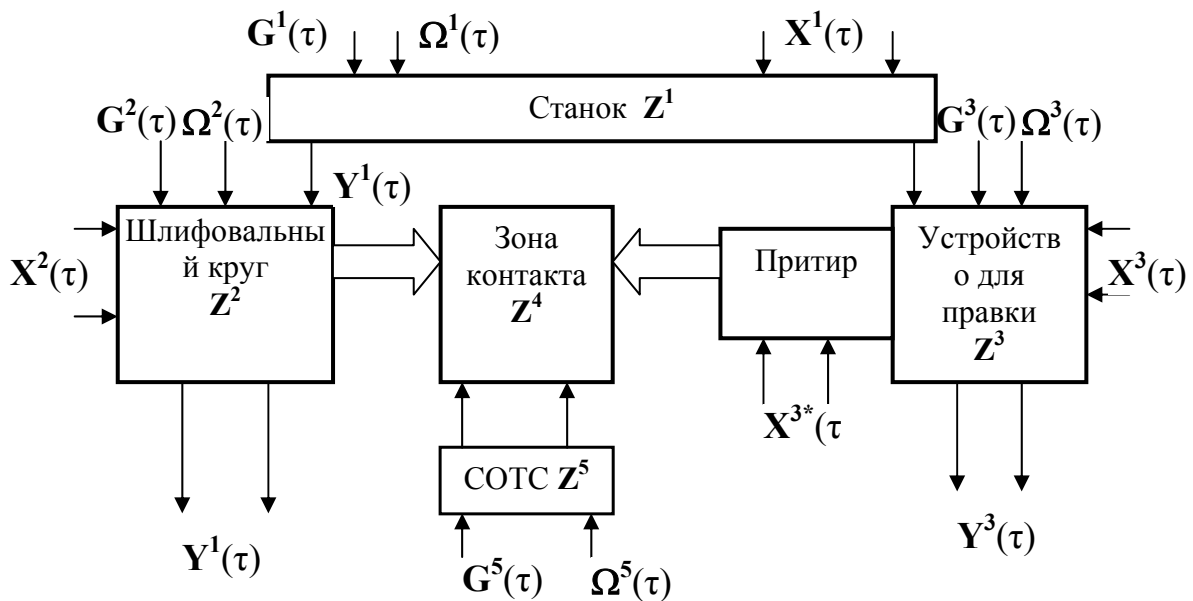 G¹(τ) Ω¹(τ) X¹(τ)
Станок Z¹
G²(τ) Ω²(τ) G³(τ) Ω³(τ)
Y¹(τ)
Шлифовальны
й круг
Z²
Зона
контакта
Z⁴
Притир
Устройств
о для
правки
Z³
X²(τ)
X³(τ)
X³*(τ
СОТС Z⁵
Y¹(τ)
G⁵(τ) Ω⁵(τ)
Y³(τ)